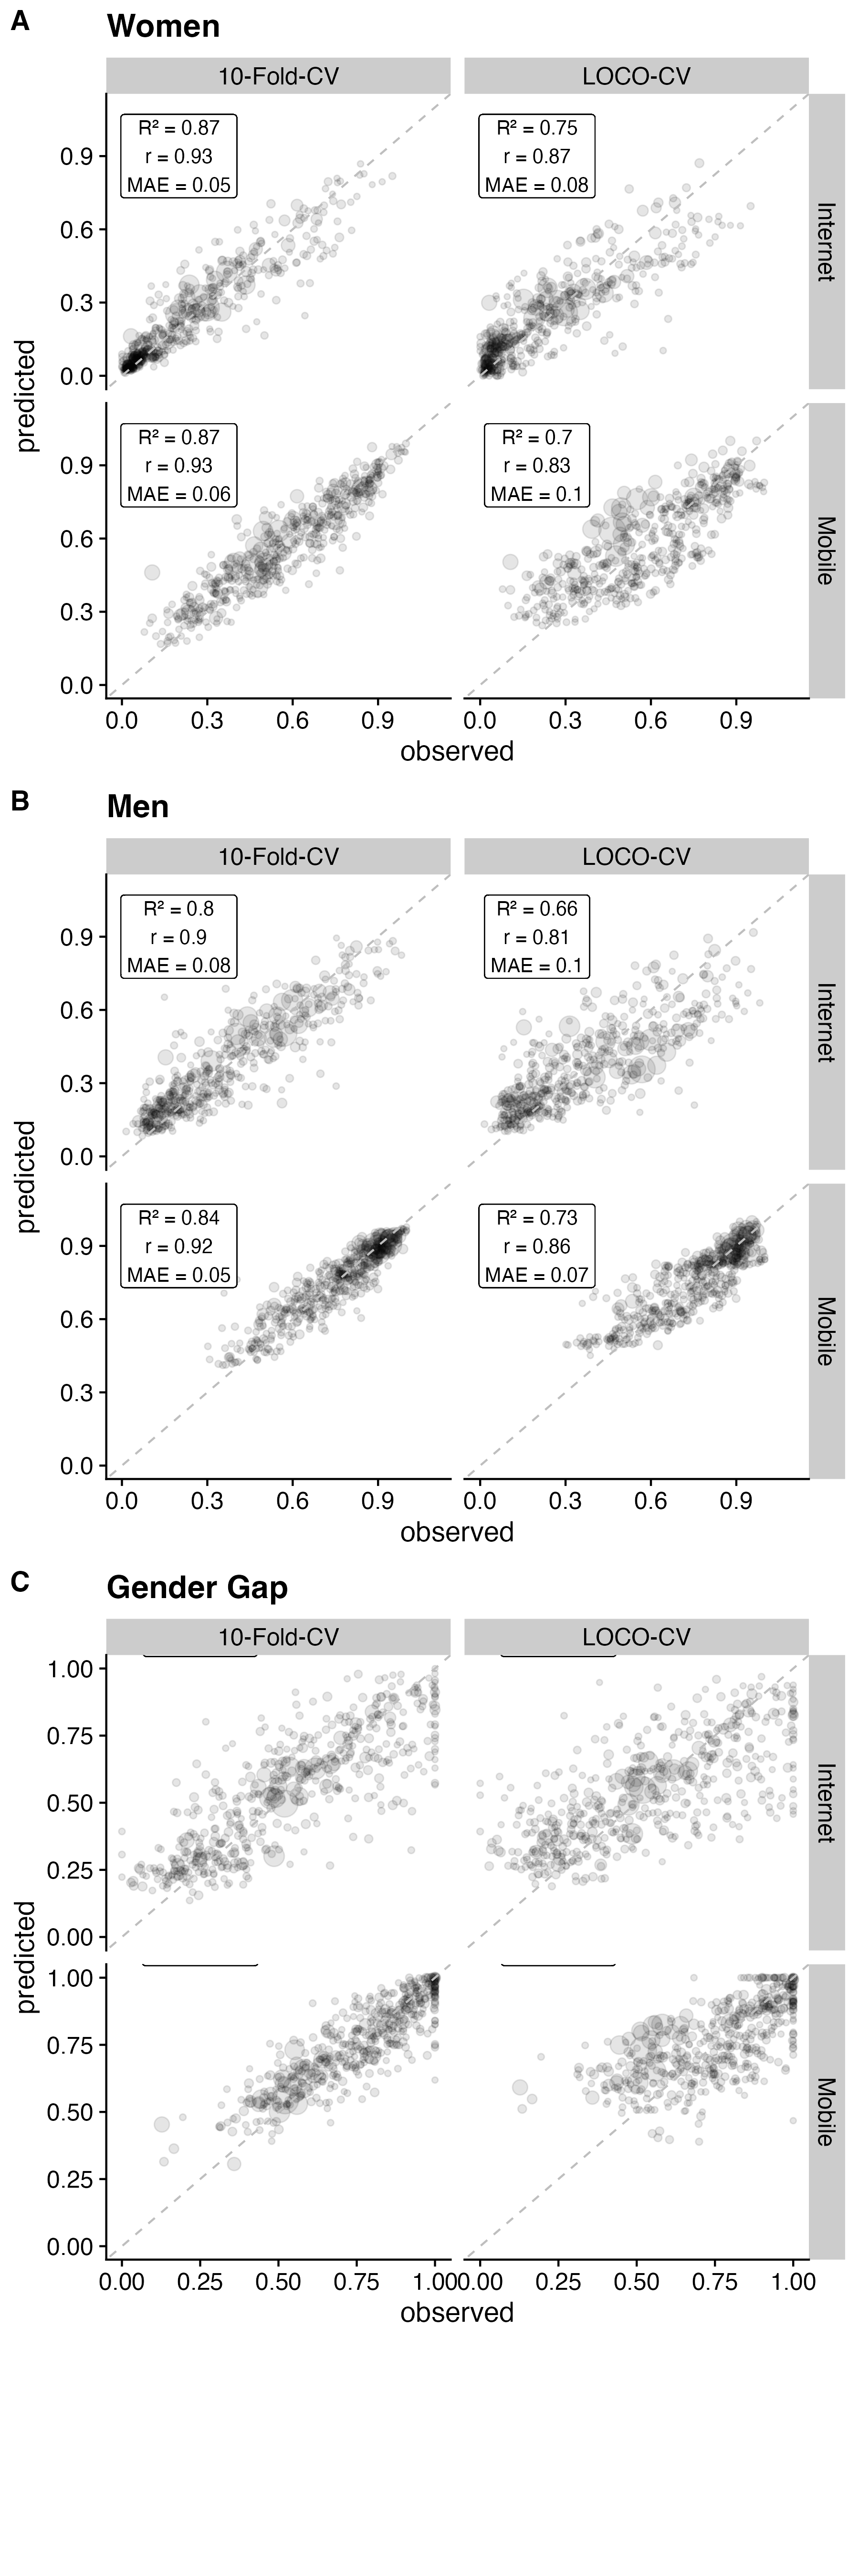 A
Women
10-Fold-CV
LOCO-CV
R² = 0.87
r = 0.93
MAE = 0.05
R² = 0.75
r = 0.87
MAE = 0.08
0.9
0.6
0.3
0.0
Internet
predicted
R² = 0.87
r = 0.93
MAE = 0.06
R² = 0.7
r = 0.83
MAE = 0.1
0.9
0.6
0.3
0.0
Mobile
0.0 0.3 0.6 0.9 0.0 0.3 0.6 0.9
observed
B
Men
10-Fold-CV
LOCO-CV
R² = 0.8
r = 0.9
MAE = 0.08
R² = 0.66
r = 0.81
MAE = 0.1
0.9
0.6
0.3
0.0
Internet
predicted
R² = 0.84
r = 0.92
MAE = 0.05
R² = 0.73
r = 0.86
MAE = 0.07
0.9
0.6
0.3
0.0
Mobile
0.0 0.3 0.6 0.9 0.0 0.3 0.6 0.9
observed
C
Gender Gap
10-Fold-CV
LOCO-CV
1.00
0.75
0.50
0.25
0.00
Internet
predicted
1.00
0.75
0.50
0.25
0.00
Mobile
0.00 0.25 0.50 0.75 1.00 0.00 0.25 0.50 0.75 1.00
observed